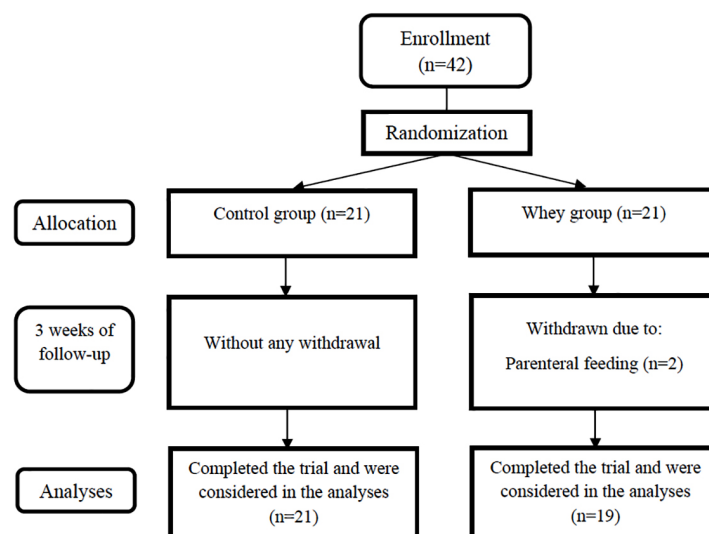 Enrollment
(n=42)
Randomization
Allocation
Control group (n=21)
Whey group (n=21)
3 weeks of
follow-up
Without any withdrawal
Withdrawn due to:
Parenteral feeding (n=2)
Analyses
Completed the trial and were
considered in the analyses
(n=21)
Completed the trial and were
considered in the analyses
(n=19)